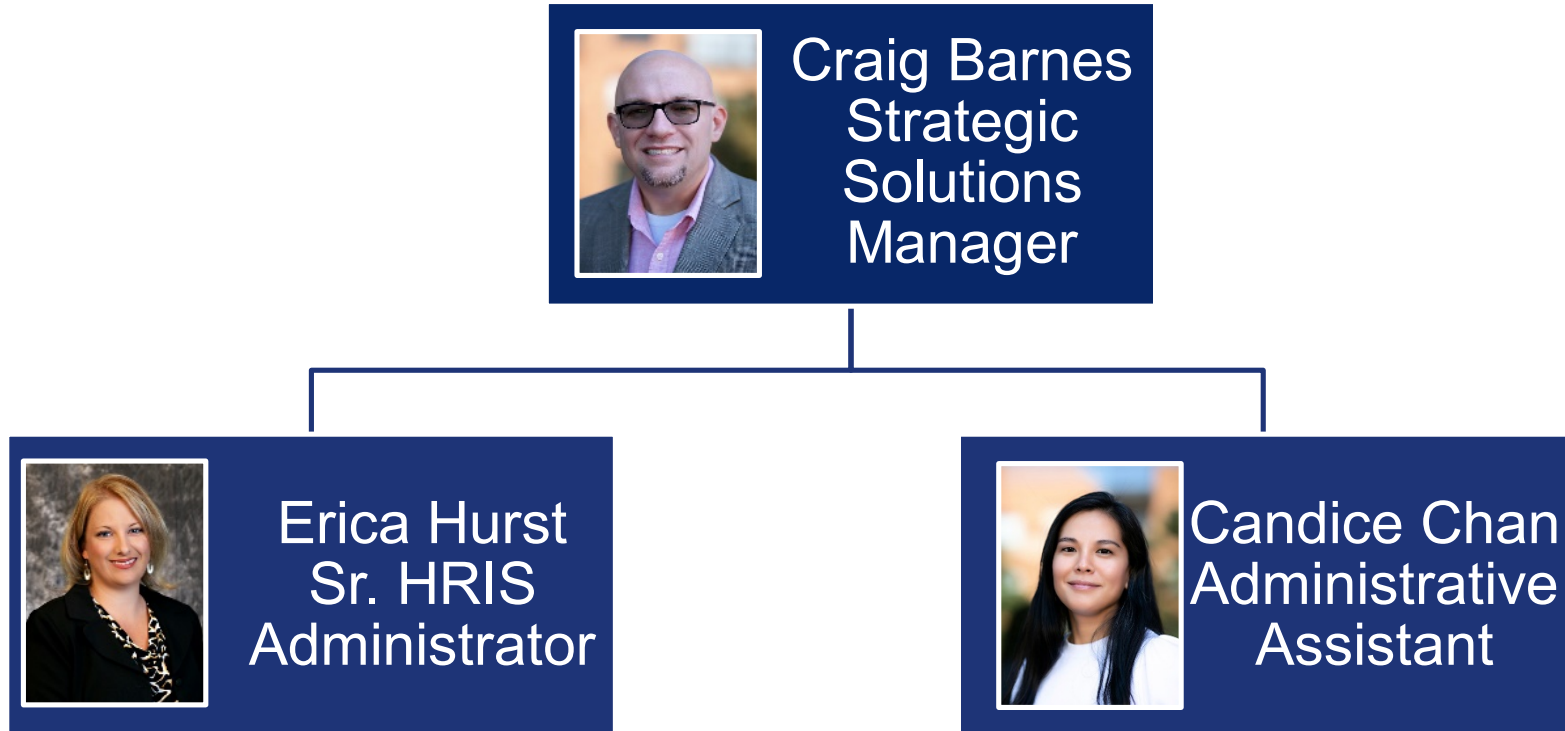 Craig Barnes
Strategic
Solutions
Manager
Erica Hurst
Sr. HRIS
Administrator
Candice Chan
Administrative
Assistant